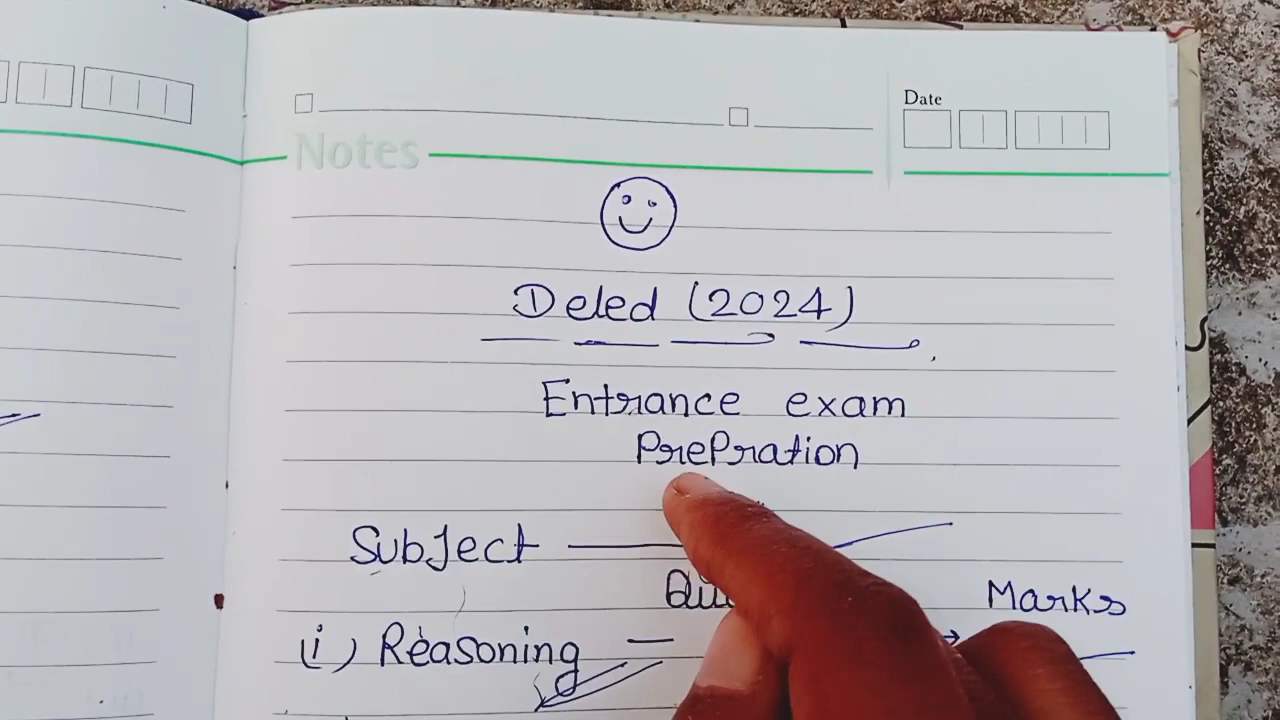 Date
Notes
Deled (2024)
Entrance exam
PrePration
Subject
Marks
(i) Reasoning